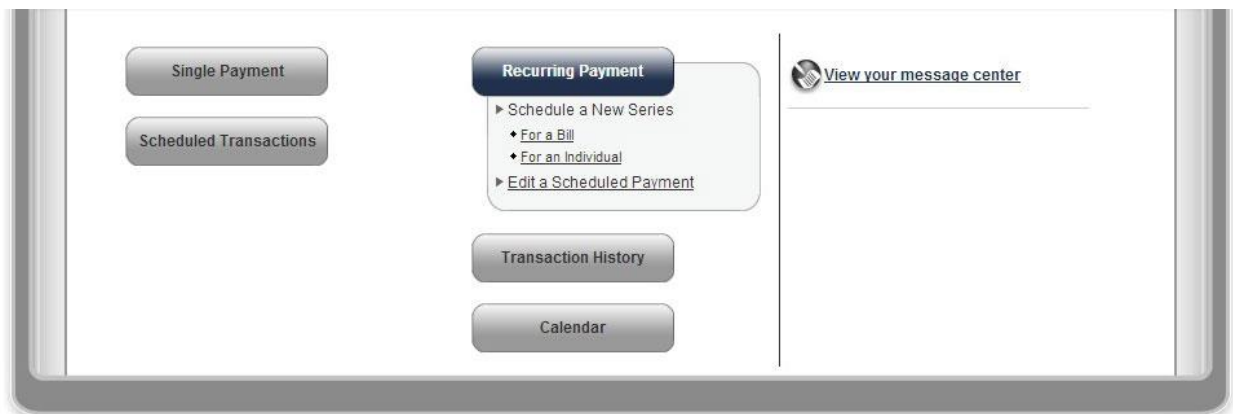 Single Payment
Scheduled Transactions
Recurring Payment
Schedule a New Series
For a Bill
For an Individual
Edit a Scheduled Payment
Transaction History
Calendar
View your message center